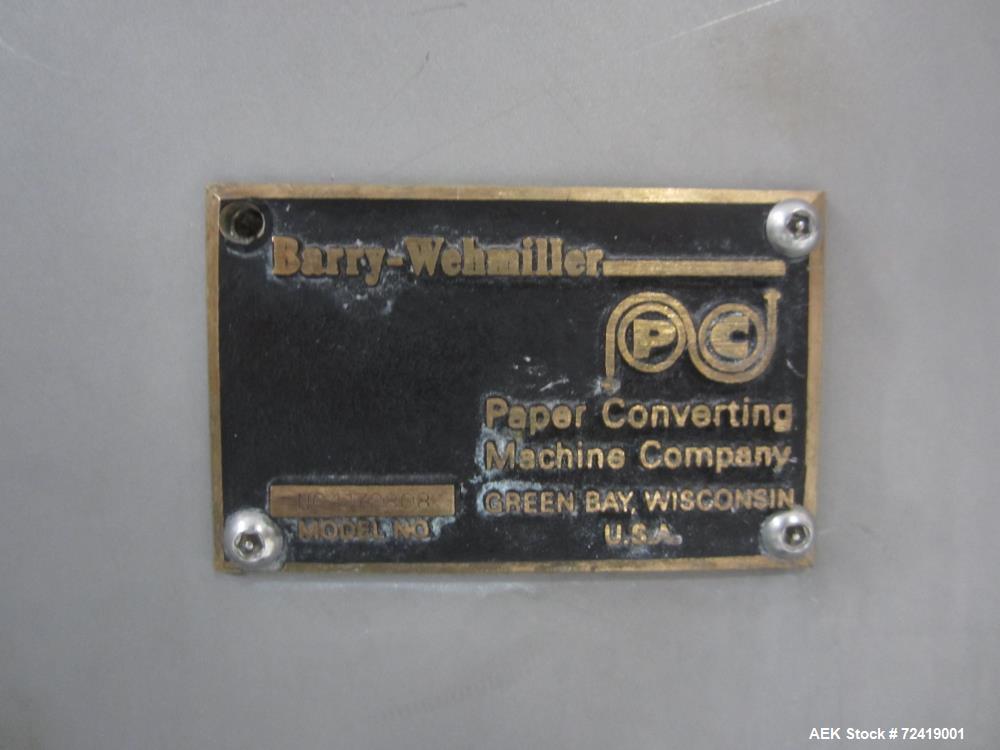 Barry-Wehmiller
PC
Paper Converting
Machine Company
GREEN BAY, WISCONSIN
U.S.A.
MODEL NO.
AEK Stock # 72419001